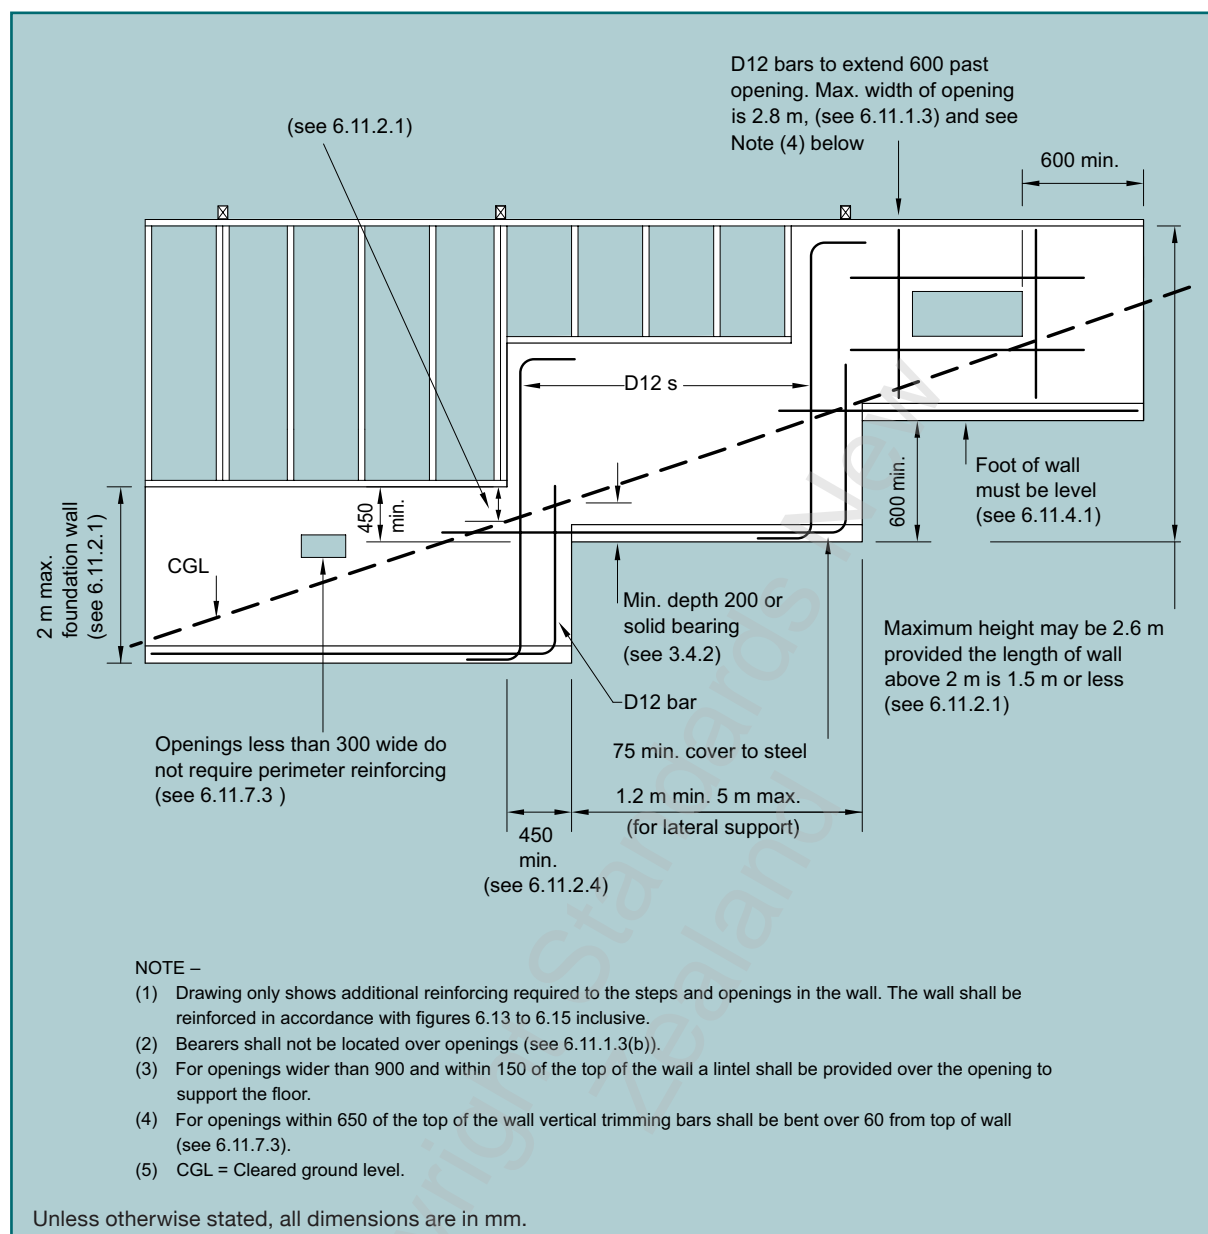 D12 bars to extend 600 past
opening. Max. width of opening
is 2.8 m, (see 6.11.1.3) and see
Note (4) below
(see 6.11.2.1)
600 min.
D12 s
450
min.
600 min.
Foot of wall
must be level
(see 6.11.4.1)
2 m max.
foundation wall
(see 6.11.2.1)
CGL
Min. depth 200 or
solid bearing
(see 3.4.2)
Maximum height may be 2.6 m
provided the length of wall
above 2 m is 1.5 m or less
(see 6.11.2.1)
D12 bar
Openings less than 300 wide do
not require perimeter reinforcing
(see 6.11.7.3 )
75 min. cover to steel
1.2 m min. 5 m max.
(for lateral support)
450
min.
(see 6.11.2.4)
NOTE –
(1) Drawing only shows additional reinforcing required to the steps and openings in the wall. The wall shall be
reinforced in accordance with figures 6.13 to 6.15 inclusive.
(2) Bearers shall not be located over openings (see 6.11.1.3(b)).
(3) For openings wider than 900 and within 150 of the top of the wall a lintel shall be provided over the opening to
support the floor.
(4) For openings within 650 of the top of the wall vertical trimming bars shall be bent over 60 from top of wall
(see 6.11.7.3).
(5) CGL = Cleared ground level.
Unless otherwise stated, all dimensions are in mm.
Standards New
Zealand